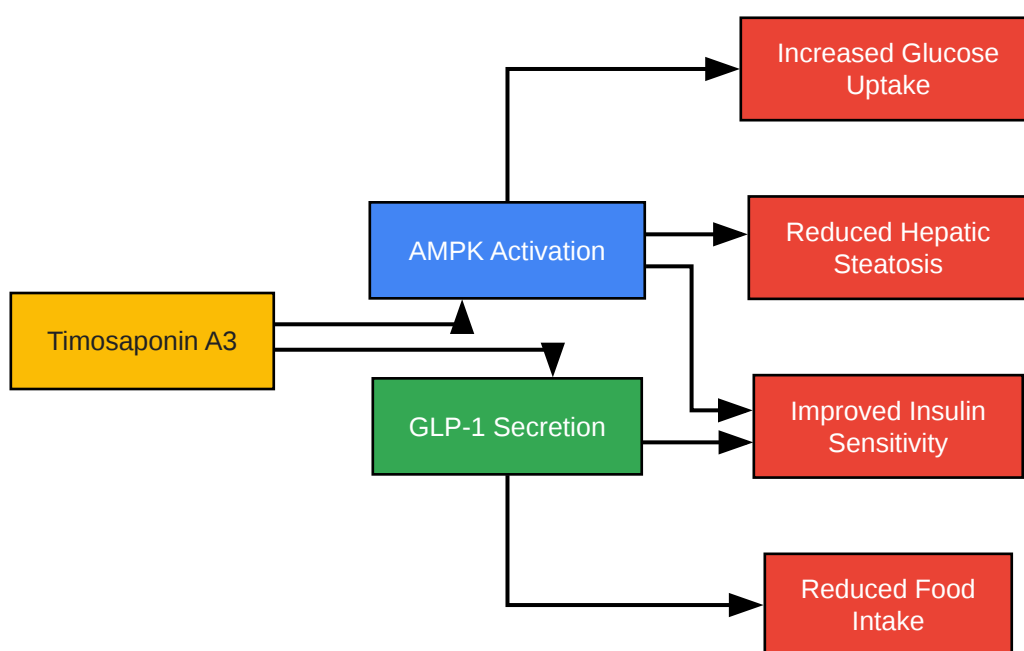 Increased Glucose
Uptake
AMPK Activation
Reduced Hepatic
Steatosis
Timosaponin A3
GLP-1 Secretion
Improved Insulin
Sensitivity
Reduced Food
Intake